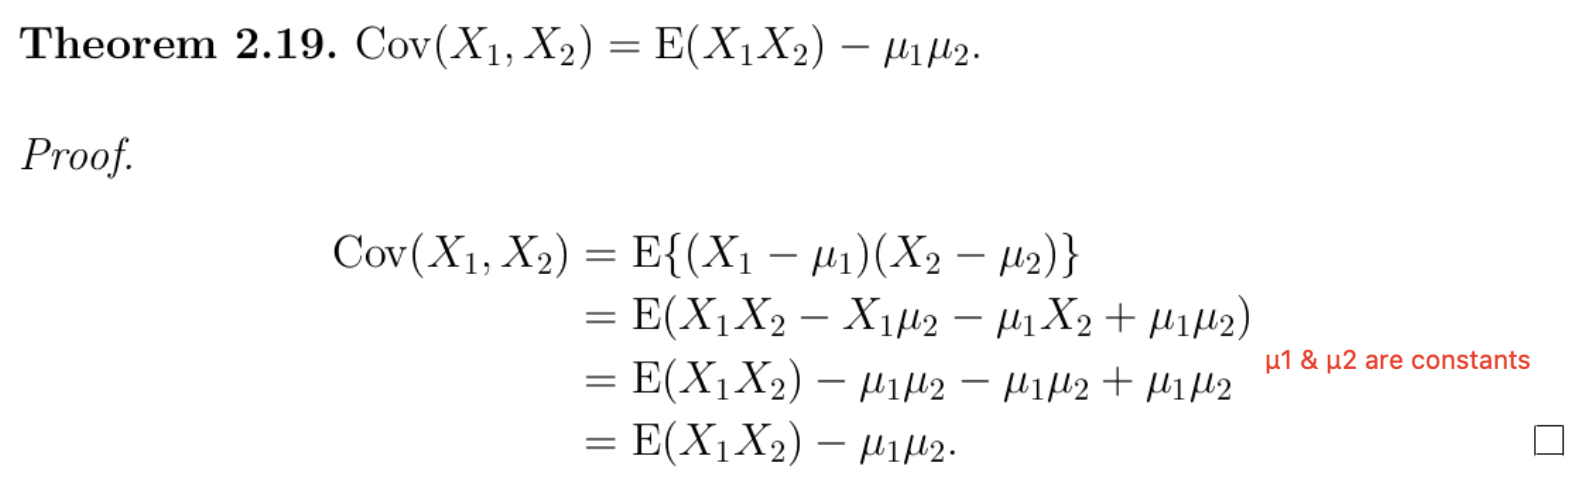 Theorem 2.19. Cov(X₁, X₂) = E(X₁X₂) − μ₁μ₂.
Proof.
Cov(X₁, X₂) = E{(X₁ − μ₁)(X₂ − μ₂)}
= E(X₁X₂ − X₁μ₂ − μ₁X₂ + μ₁μ₂)
μ1 & μ2 are constants
= E(X₁X₂) − μ₁μ₂ − μ₁μ₂ + μ₁μ₂
= E(X₁X₂) − μ₁μ₂. □